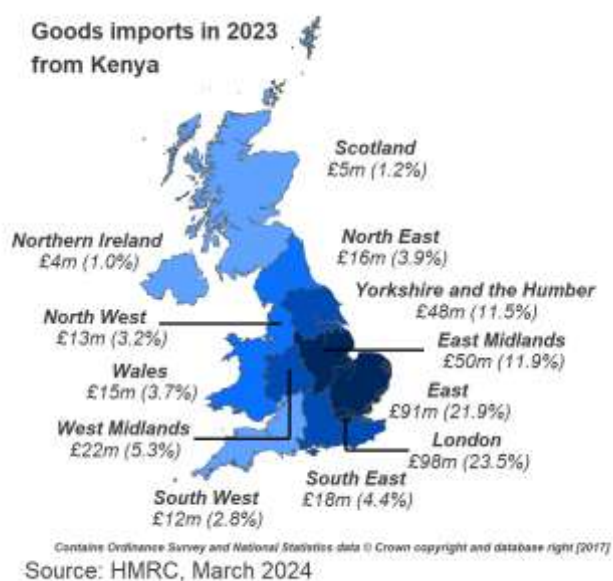 Goods imports in 2023
from Kenya
Scotland
£5m (1.2%)
Northern Ireland
£4m (1.0%)
North East
£16m (3.9%)
Yorkshire and the Humber
£48m (11.5%)
North West
£13m (3.2%)
East Midlands
£50m (11.9%)
Wales
£15m (3.7%)
East
£91m (21.9%)
West Midlands
£22m (5.3%)
London
£98m (23.5%)
South East
£18m (4.4%)
South West
£12m (2.8%)
Contains Ordinance Survey and National Statistics data © Crown copyright and database right [2017]
Source: HMRC, March 2024